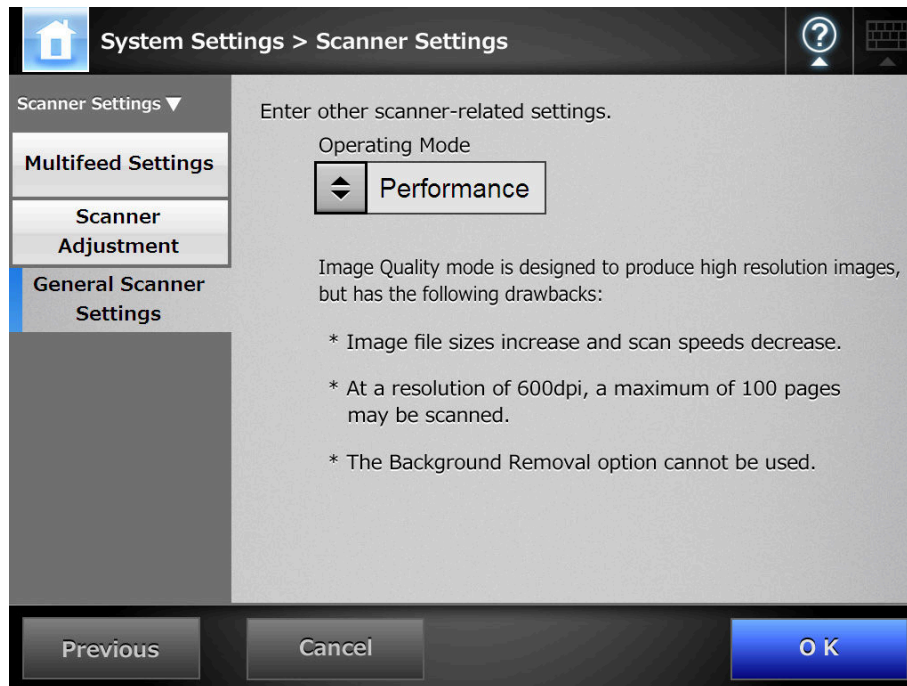 System Settings > Scanner Settings
?
Scanner Settings ▼
Multifeed Settings
Scanner
Adjustment
General Scanner
Settings
Enter other scanner-related settings.
Operating Mode
Performance
Image Quality mode is designed to produce high resolution images,
but has the following drawbacks:
* Image file sizes increase and scan speeds decrease.
* At a resolution of 600dpi, a maximum of 100 pages
may be scanned.
* The Background Removal option cannot be used.
Previous
Cancel
O K